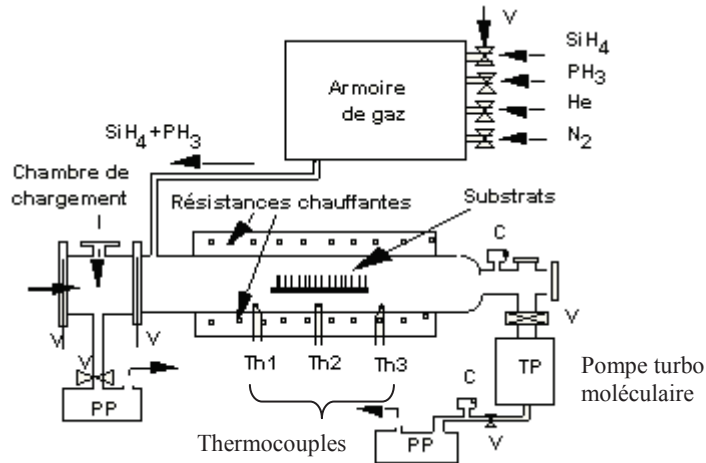 V
SiH4
PH3
He
N2
Armoire
de gaz
SiH4+PH3
Chambre de
chargement
Résistances chauffantes
Substrats
C
V
V
V
V
Th1
Th2
Th3
TP
Pompe turbo
moléculaire
C
V
PP
PP
Thermocouples